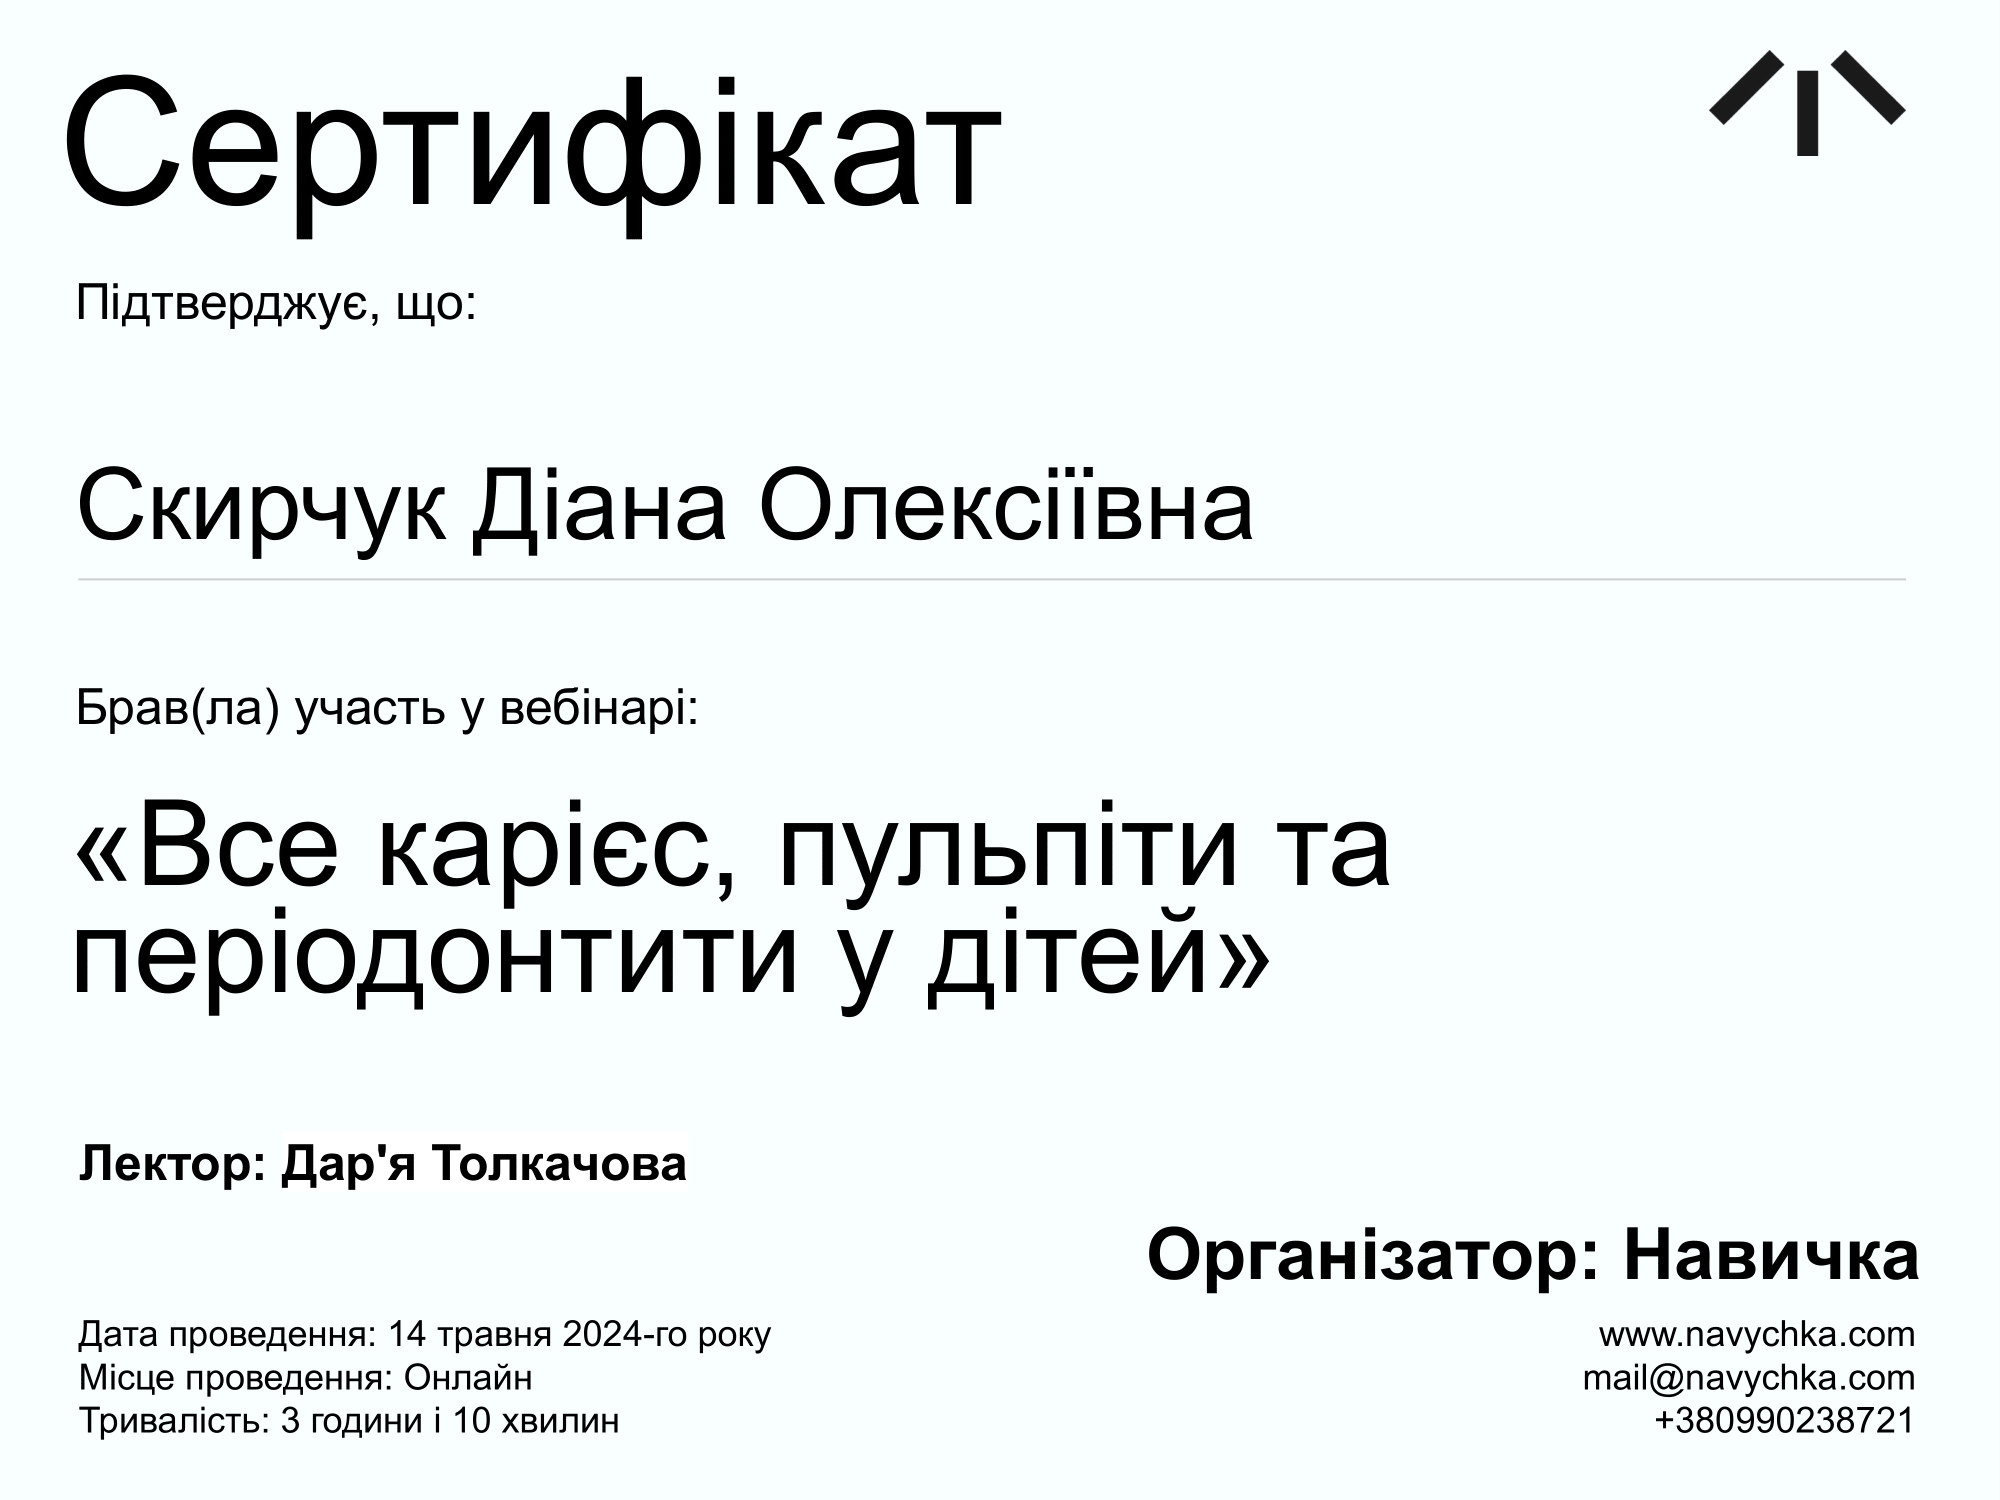 Сертифікат
Підтверджує, що:
Скирчук Діана Олексіївна
Брав(ла) участь у вебінарі:
«Все карієс, пульпіти та
періодонтити у дітей»
Лектор: Дар'я Толкачова
Організатор: Навичка
Дата проведення: 14 травня 2024-го року
Місце проведення: Онлайн
Тривалість: 3 години і 10 хвилин
www.navychka.com
mail@navychka.com
+380990238721